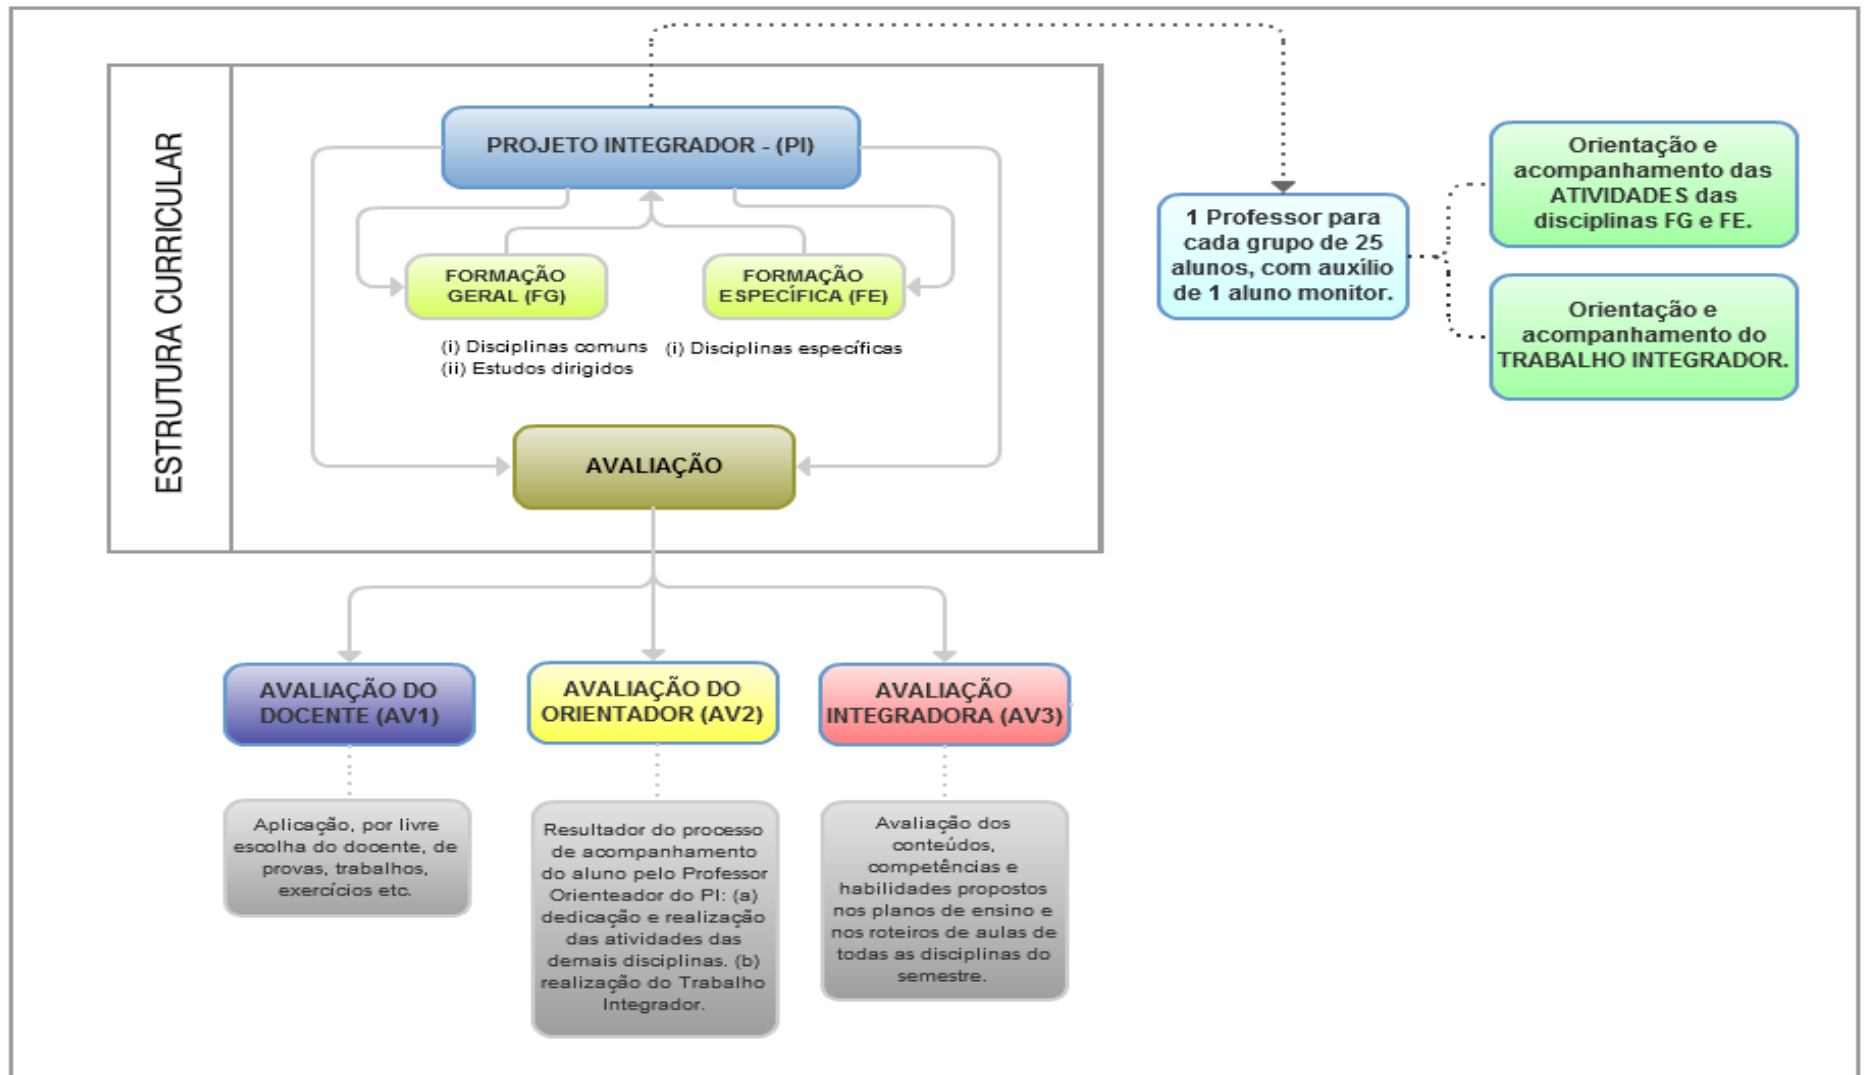 ESTRUTURA CURRICULAR
PROJETO INTEGRADOR - (PI)
FORMAÇÃO
GERAL (FG)
FORMAÇÃO
ESPECÍFICA (FE)
(i) Disciplinas comuns
(ii) Estudos dirigidos
(i) Disciplinas específicas
AVALIAÇÃO
1 Professor para
cada grupo de 25
alunos, com auxílio
de 1 aluno monitor.
Orientação e
acompanhamento das
ATIVIDADES das
disciplinas FG e FE.
Orientação e
acompanhamento do
TRABALHO INTEGRADOR.
AVALIAÇÃO DO
DOCENTE (AV1)
AVALIAÇÃO DO
ORIENTADOR (AV2)
AVALIAÇÃO
INTEGRADORA (AV3)
Aplicação, por livre
escolha do docente, de
provas, trabalhos,
exercícios etc.
Resultador do processo
de acompanhamento
do aluno pelo Professor
Orienteador do PI: (a)
dedicação e realização
das atividades das
demais disciplinas. (b)
realização do Trabalho
Integrador.
Avaliação dos
conteúdos,
competências e
habilidades propostos
nos planos de ensino e
nos roteiros de aulas de
todas as disciplinas do
semestre.